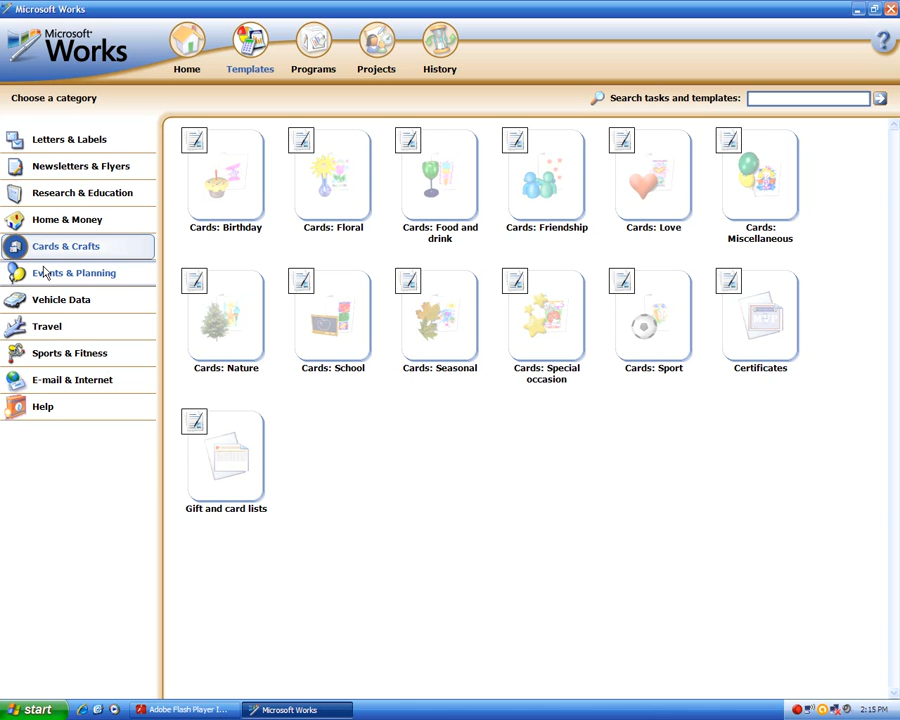 Microsoft Works
Microsoft®
Works
Home
Templates
Programs
Projects
History
?
Choose a category
Search tasks and templates:
Letters & Labels
Newsletters & Flyers
Research & Education
Home & Money
Cards & Crafts
Events & Planning
Vehicle Data
Travel
Sports & Fitness
E-mail & Internet
Help
Cards: Birthday
Cards: Floral
Cards: Food and
drink
Cards: Friendship
Cards: Love
Cards:
Miscellaneous
Cards: Nature
Cards: School
Cards: Seasonal
Cards: Special
occasion
Cards: Sport
Certificates
Gift and card lists
start
Adobe Flash Player I...
Microsoft Works
2:15 PM